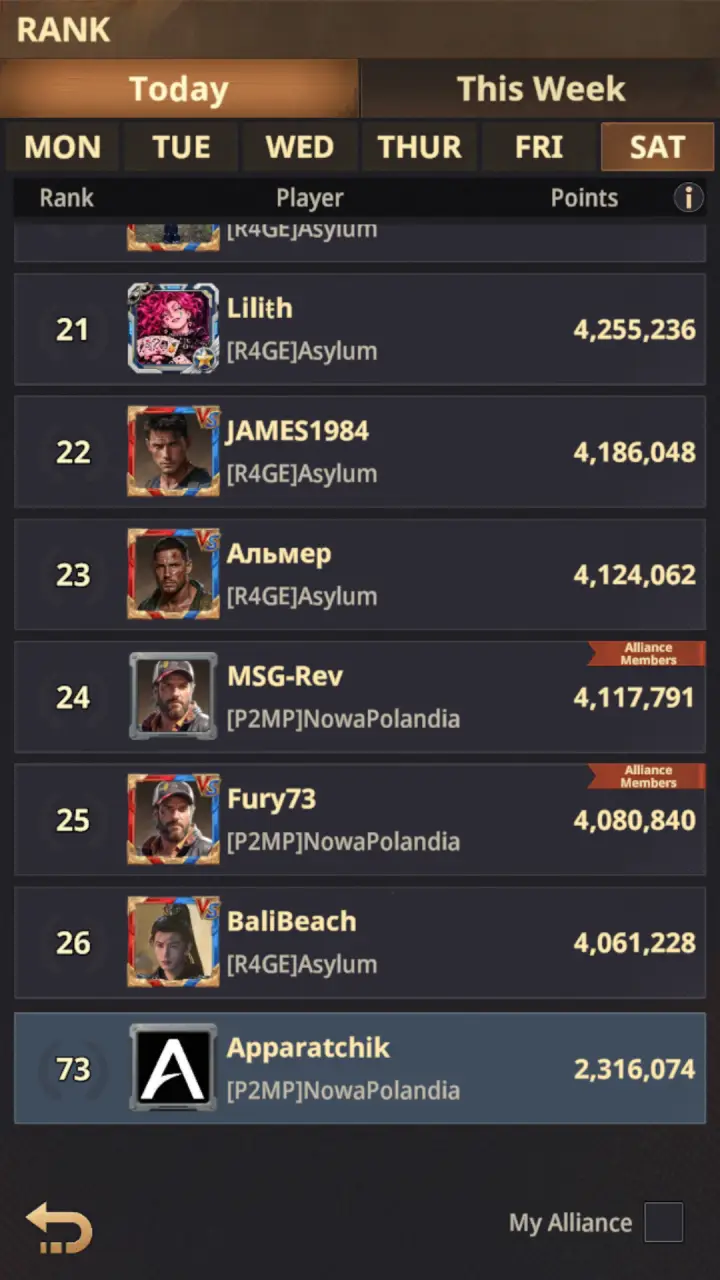 RANK
Today
This Week
MON TUE WED THUR FRI SAT
Rank Player Points i
[R4GE]Asylum
21 Lilith 4,255,236
[R4GE]Asylum
22 JAMES1984 4,186,048
[R4GE]Asylum
23 Альмер 4,124,062
[R4GE]Asylum
Alliance Members
24 MSG-Rev 4,117,791
[P2MP]NowaPolandia
Alliance Members
25 Fury73 4,080,840
[P2MP]NowaPolandia
26 BaliBeach 4,061,228
[R4GE]Asylum
73 Apparatchik 2,316,074
[P2MP]NowaPolandia
My Alliance